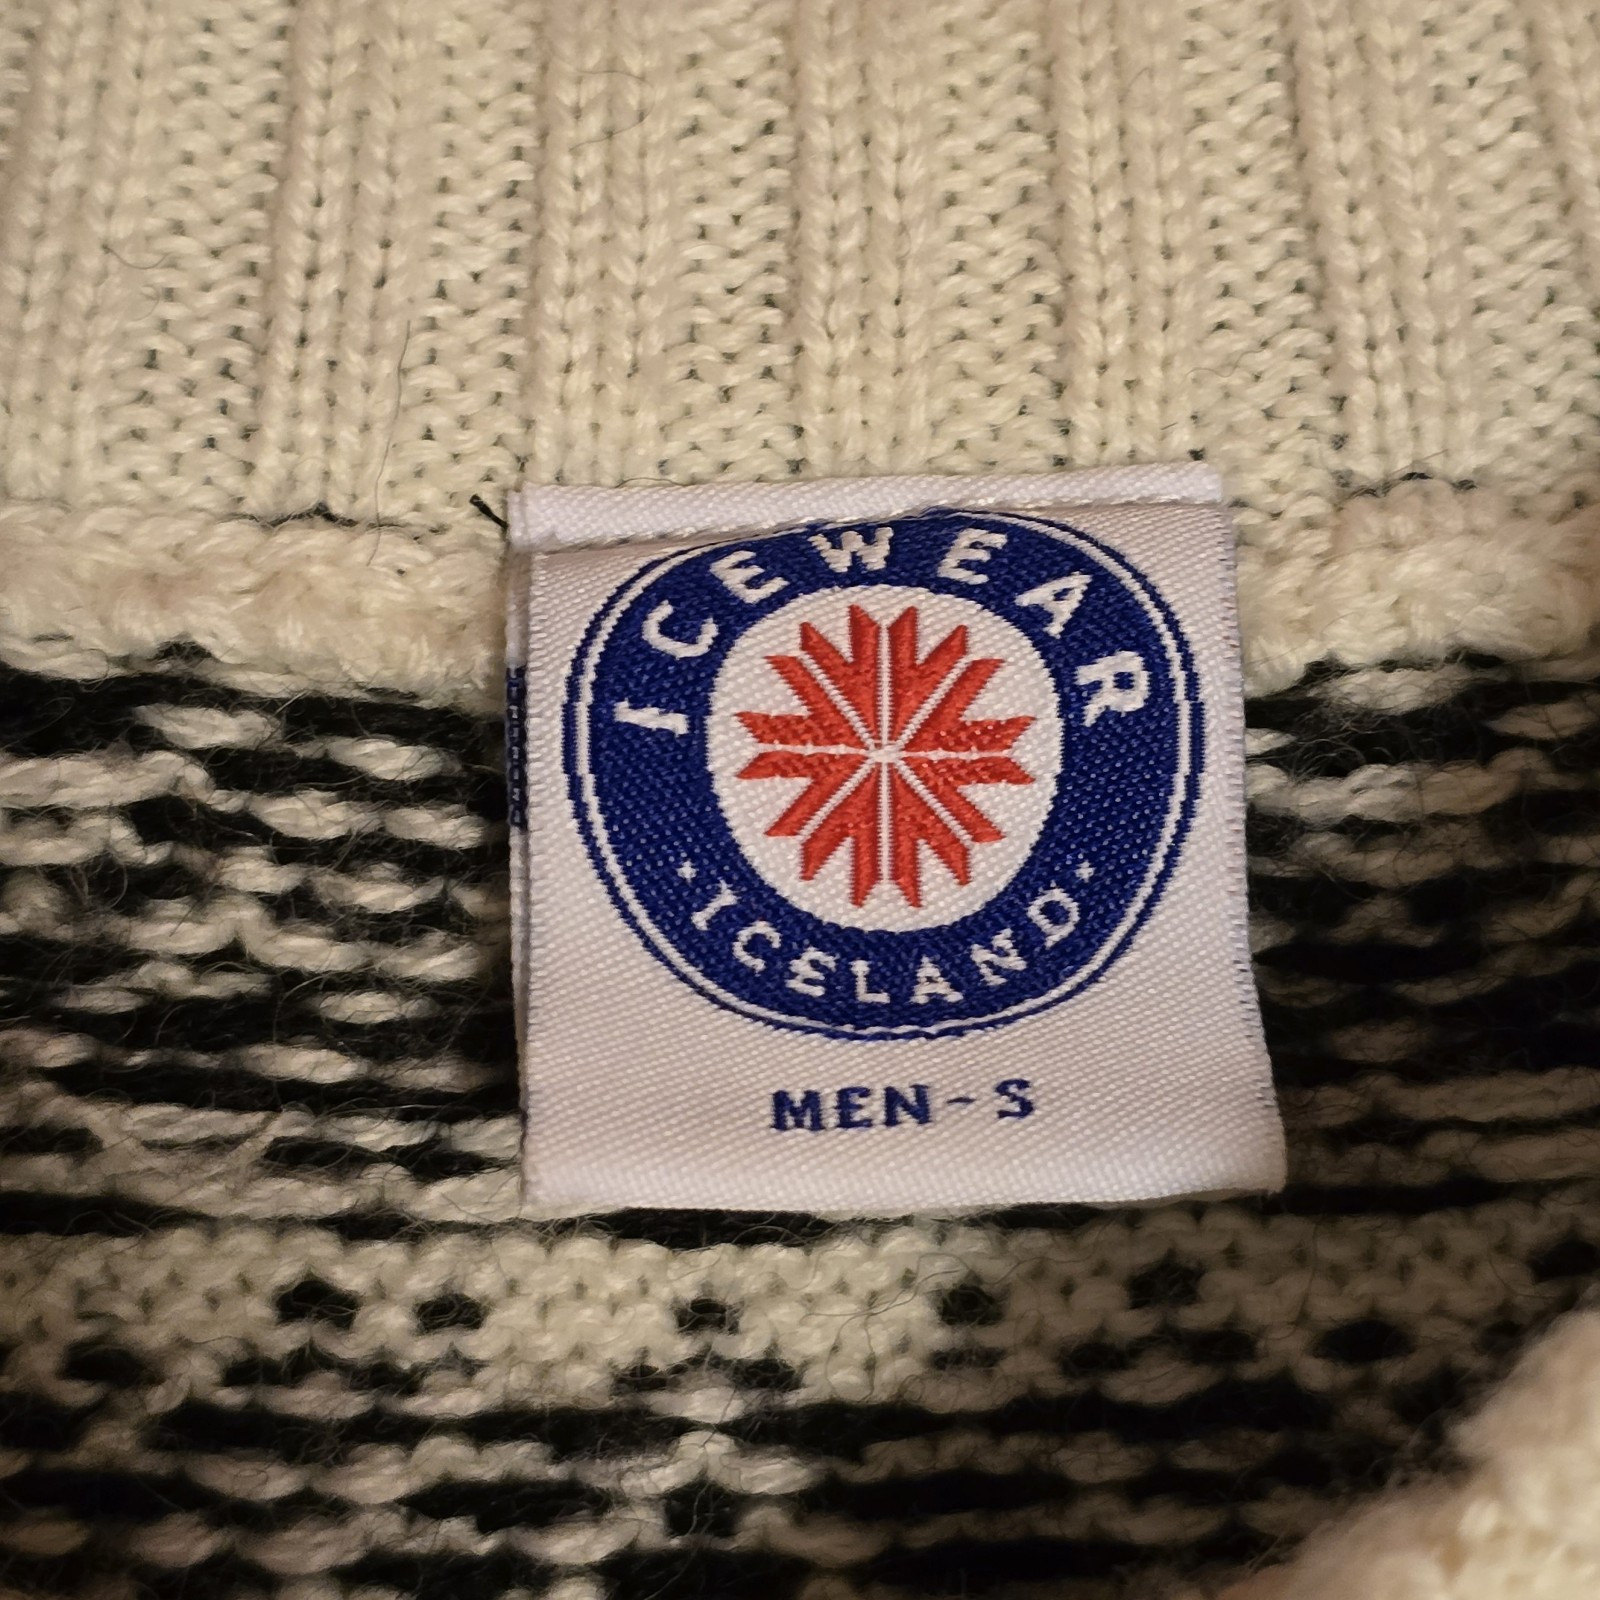 ICEWEAR
· ICELAND ·
MEN - S